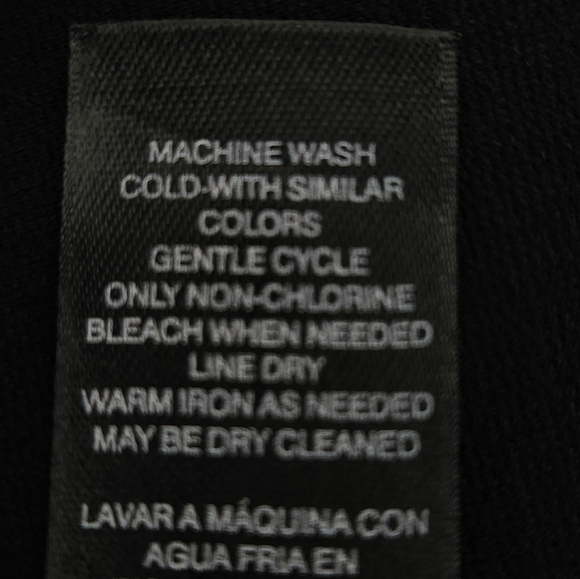 MACHINE WASH
COLD-WITH SIMILAR
COLORS
GENTLE CYCLE
ONLY NON-CHLORINE
BLEACH WHEN NEEDED
LINE DRY
WARM IRON AS NEEDED
MAY BE DRY CLEANED
LAVAR A MÁQUINA CON
AGUA FRIA EN